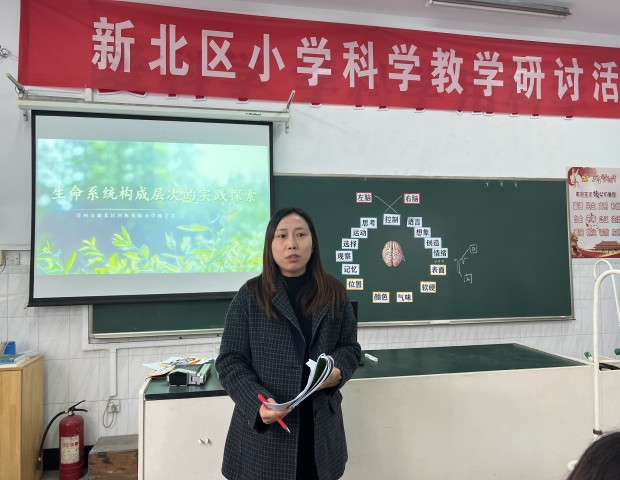 新北区小学科学教学研讨活
生命系统构成层次的实践探索
左脑 右脑
思考 控制 语言
运动 想象
选择 创造
观察 情绪
记忆 表面
位置 软硬
颜色 气味